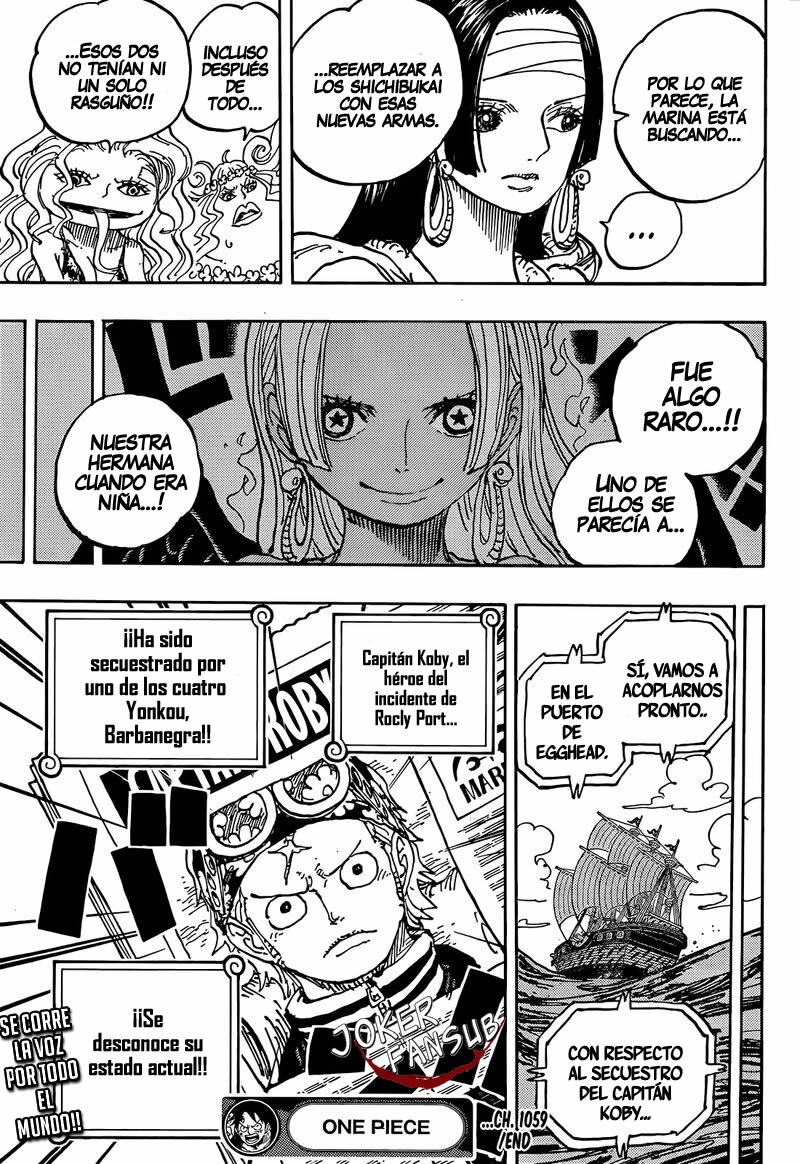 POR LO QUE
PARECE, LA
MARINA ESTÁ
BUSCANDO...
...REEMPLAZAR A
LOS SHICHIBUKAI
CON ESAS
NUEVAS ARMAS.
...
INCLUSO
DESPUÉS
DE
TODO...
...ESOS DOS
NO TENÍAN NI
UN SOLO
RASGUÑO!!
FUE
ALGO
RARO...!!
UNO DE
ELLOS SE
PARECÍA A...
NUESTRA
HERMANA
CUANDO ERA
NIÑA...!
SÍ, VAMOS A
ACOPLARNOS
PRONTO..
EN EL
PUERTO
DE
EGGHEAD.
CON RESPECTO
AL SECUESTRO
DEL CAPITÁN
KOBY...
Capitán Koby, el
héroe del
incidente de
Rocly Port...
¡¡Ha sido
secuestrado por
uno de los cuatro
Yonkou,
Barbanegra!!
KOBY
MAR
¡¡Se
desconoce su
estado actual!!
JOKER
FANSUBS
SE CORRE
LA VOZ
POR TODO
EL
MUNDO!!
ONE PIECE
...CH. 1059
/END